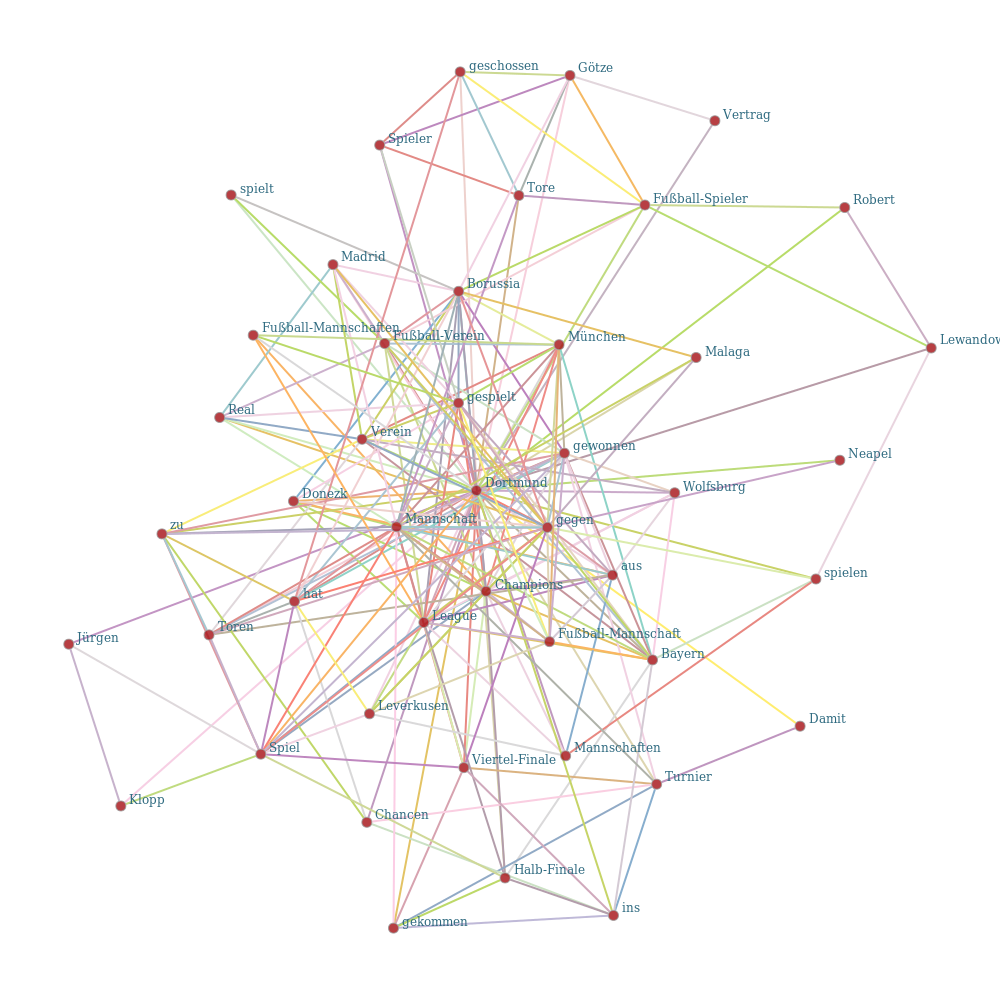 geschossen
Götze
Vertrag
Spieler
Tore
spielt
Fußball-Spieler
Robert
Madrid
Borussia
Fußball-Mannschaften
Fußball-Verein
München
Lewandow
Malaga
gespielt
Real
Verein
gewonnen
Neapel
Dortmund
Wolfsburg
Donezk
Mannschaft
gegen
zu
aus
spielen
Champions
hat
League
Toren
Fußball-Mannschaft
Jürgen
Bayern
Leverkusen
Damit
Spiel
Mannschaften
Viertel-Finale
Turnier
Klopp
Chancen
Halb-Finale
ins
gekommen